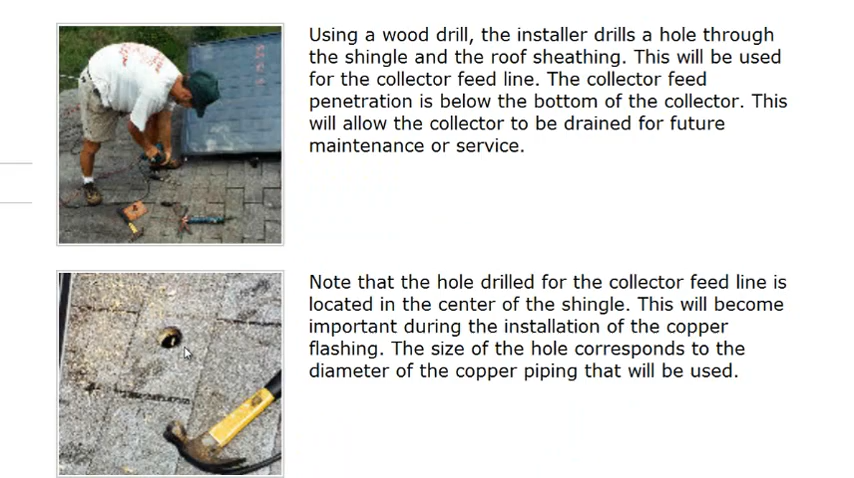 Using a wood drill, the installer drills a hole through
the shingle and the roof sheathing. This will be used
for the collector feed line. The collector feed
penetration is below the bottom of the collector. This
will allow the collector to be drained for future
maintenance or service.
Note that the hole drilled for the collector feed line is
located in the center of the shingle. This will become
important during the installation of the copper
flashing. The size of the hole corresponds to the
diameter of the copper piping that will be used.